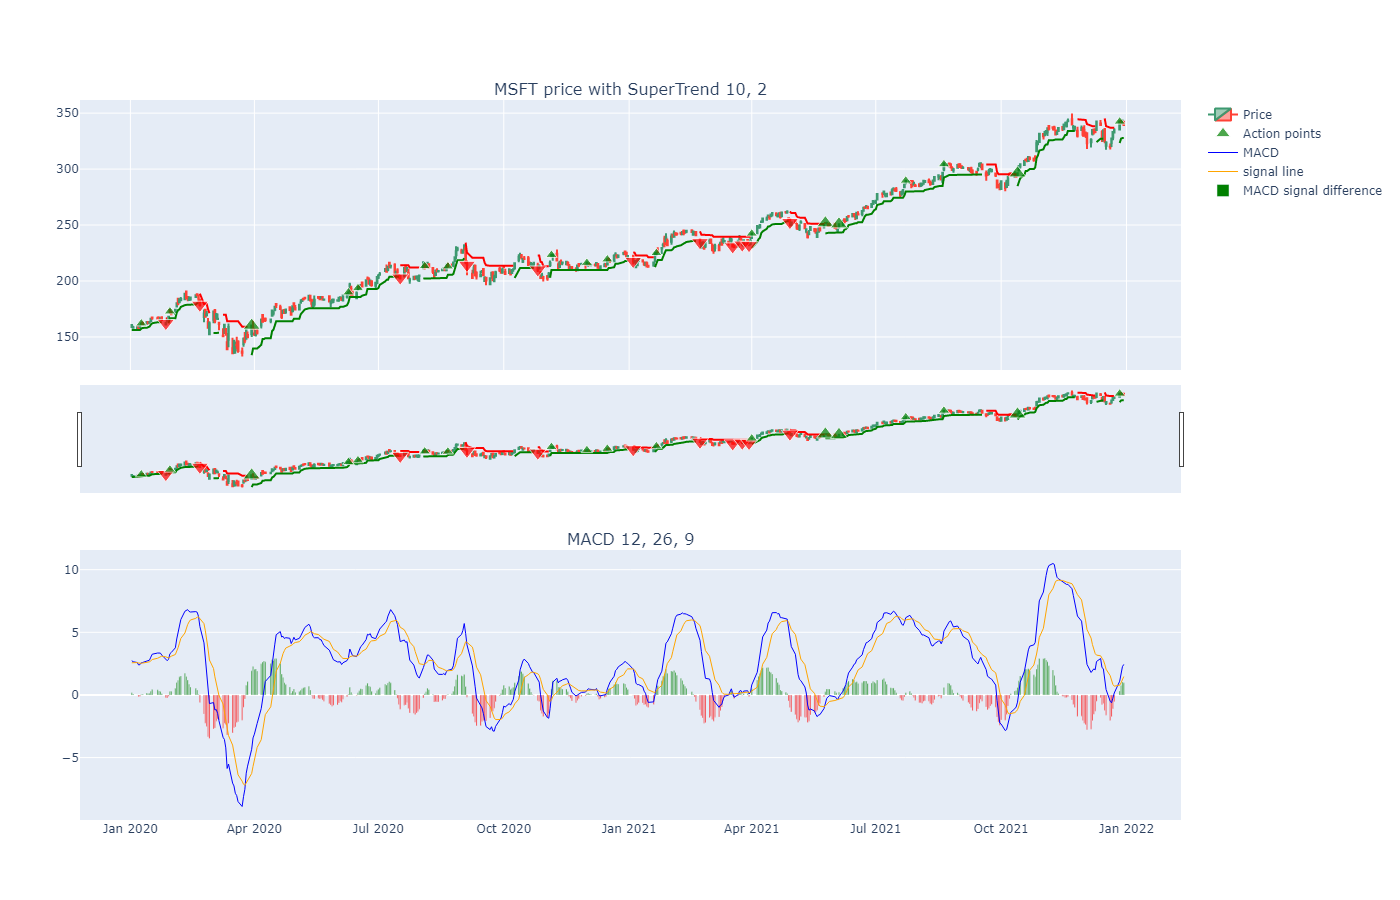 MSFT price with SuperTrend 10, 2
350
300
250
200
150
Price
Action points
MACD
signal line
MACD signal difference
MACD 12, 26, 9
10
5
0
−5
Jan 2020
Apr 2020
Jul 2020
Oct 2020
Jan 2021
Apr 2021
Jul 2021
Oct 2021
Jan 2022